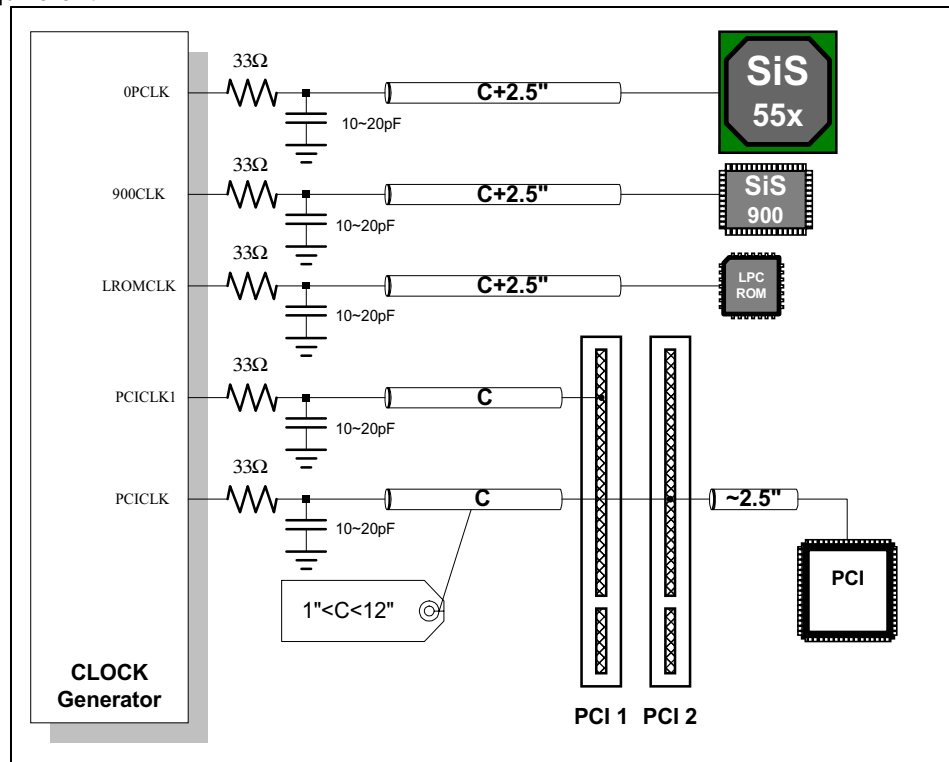 33Ω
0PCLK
C+2.5"
SiS
55x
10~20pF
33Ω
900CLK
C+2.5"
SiS
900
10~20pF
33Ω
LROMCLK
C+2.5"
LPC
ROM
10~20pF
33Ω
PCICLK1
C
10~20pF
33Ω
PCICLK
C
~2.5"
10~20pF
PCI
1"<C<12"
CLOCK
Generator
PCI 1 PCI 2